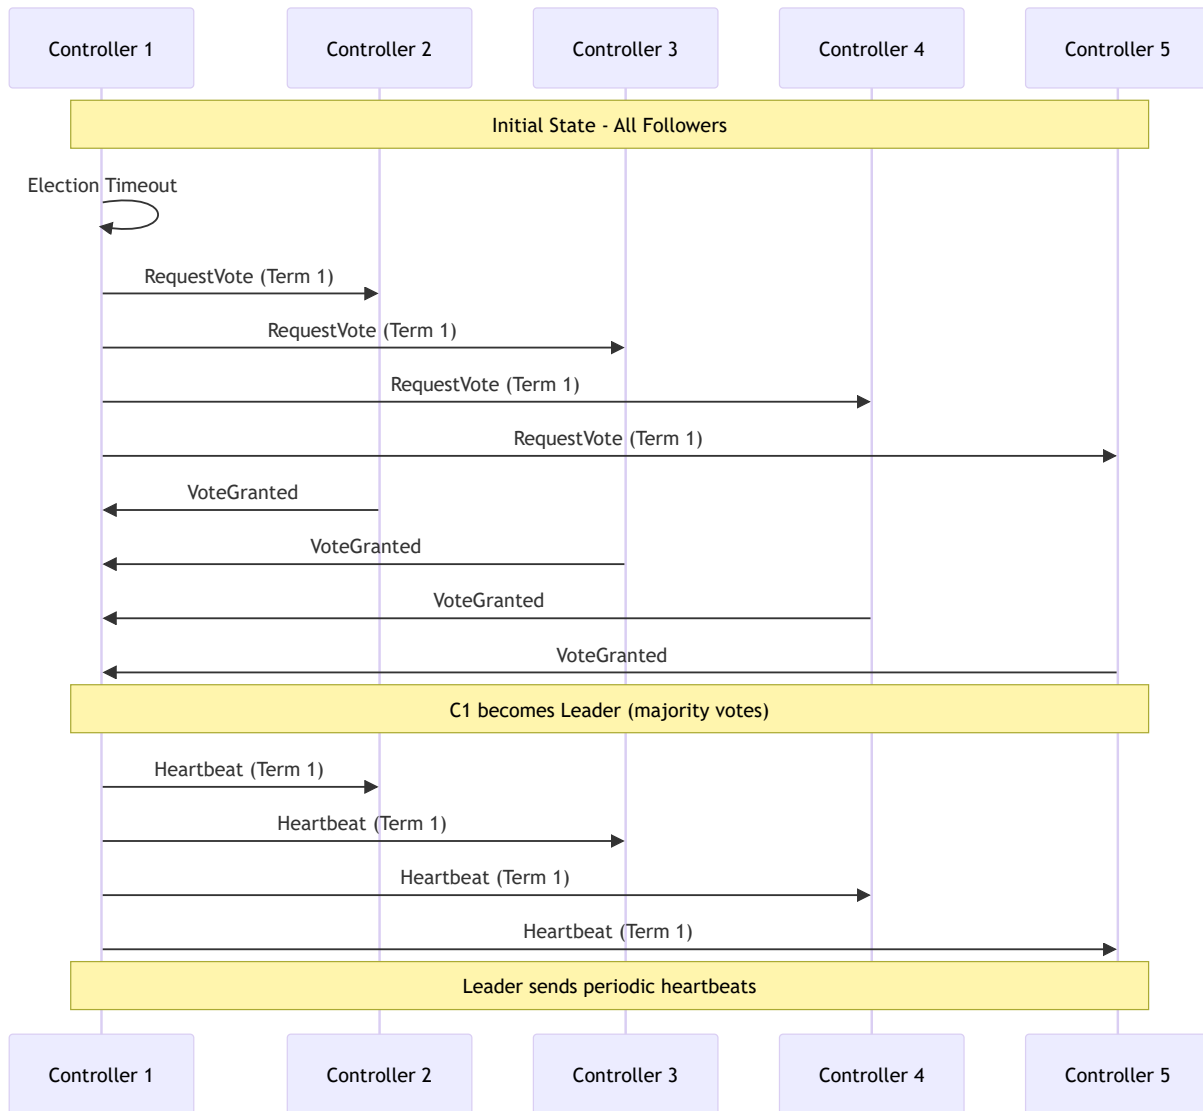 Controller 1
Controller 2
Controller 3
Controller 4
Controller 5
Initial State - All Followers
Election Timeout
RequestVote (Term 1)
RequestVote (Term 1)
RequestVote (Term 1)
RequestVote (Term 1)
VoteGranted
VoteGranted
VoteGranted
VoteGranted
C1 becomes Leader (majority votes)
Heartbeat (Term 1)
Heartbeat (Term 1)
Heartbeat (Term 1)
Heartbeat (Term 1)
Leader sends periodic heartbeats
Controller 1
Controller 2
Controller 3
Controller 4
Controller 5